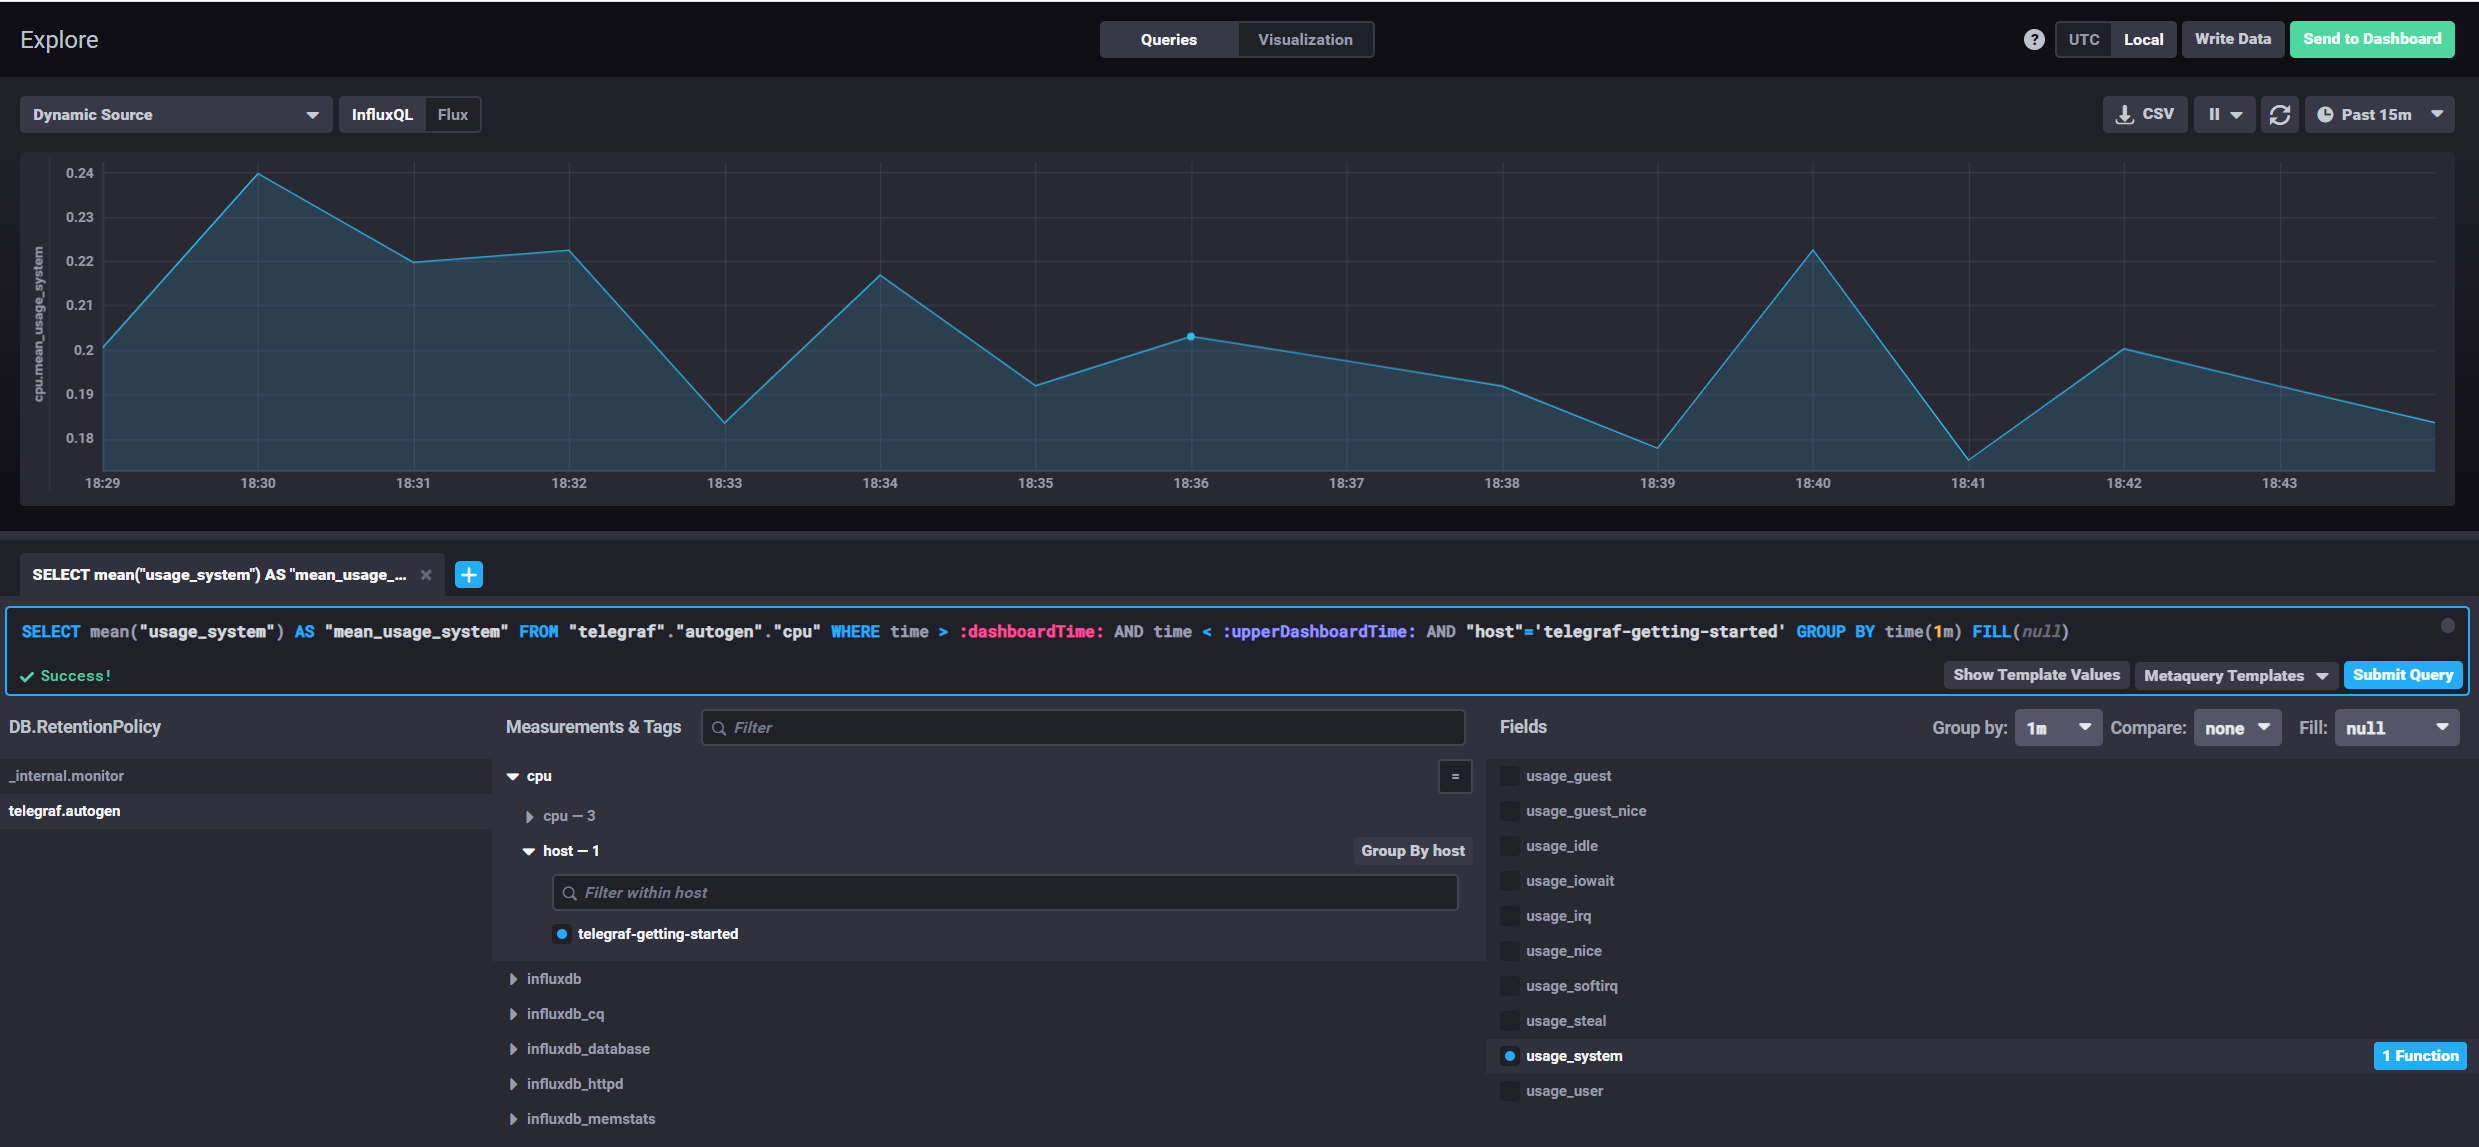 Explore
Queries Visualization
? UTC Local Write Data Send to Dashboard
Dynamic Source InfluxQL Flux
CSV Past 15m
cpu.mean_usage_system
0.24
0.23
0.22
0.21
0.2
0.19
0.18
18:29 18:30 18:31 18:32 18:33 18:34 18:35 18:36 18:37 18:38 18:39 18:40 18:41 18:42 18:43
SELECT mean("usage_system") AS "mean_usage_...
SELECT mean("usage_system") AS "mean_usage_system" FROM "telegraf"."autogen"."cpu" WHERE time > :dashboardTime: AND time < :upperDashboardTime: AND "host"='telegraf-getting-started' GROUP BY time(1m) FILL(null)
Success!
Show Template Values Metaquery Templates Submit Query
DB.RetentionPolicy
_internal.monitor
telegraf.autogen
Measurements & Tags Filter
cpu =
cpu — 3
host — 1 Group By host
Filter within host
telegraf-getting-started
influxdb
influxdb_cq
influxdb_database
influxdb_httpd
influxdb_memstats
Fields Group by: 1m Compare: none Fill: null
usage_guest
usage_guest_nice
usage_idle
usage_iowait
usage_irq
usage_nice
usage_softirq
usage_steal
usage_system 1 Function
usage_user